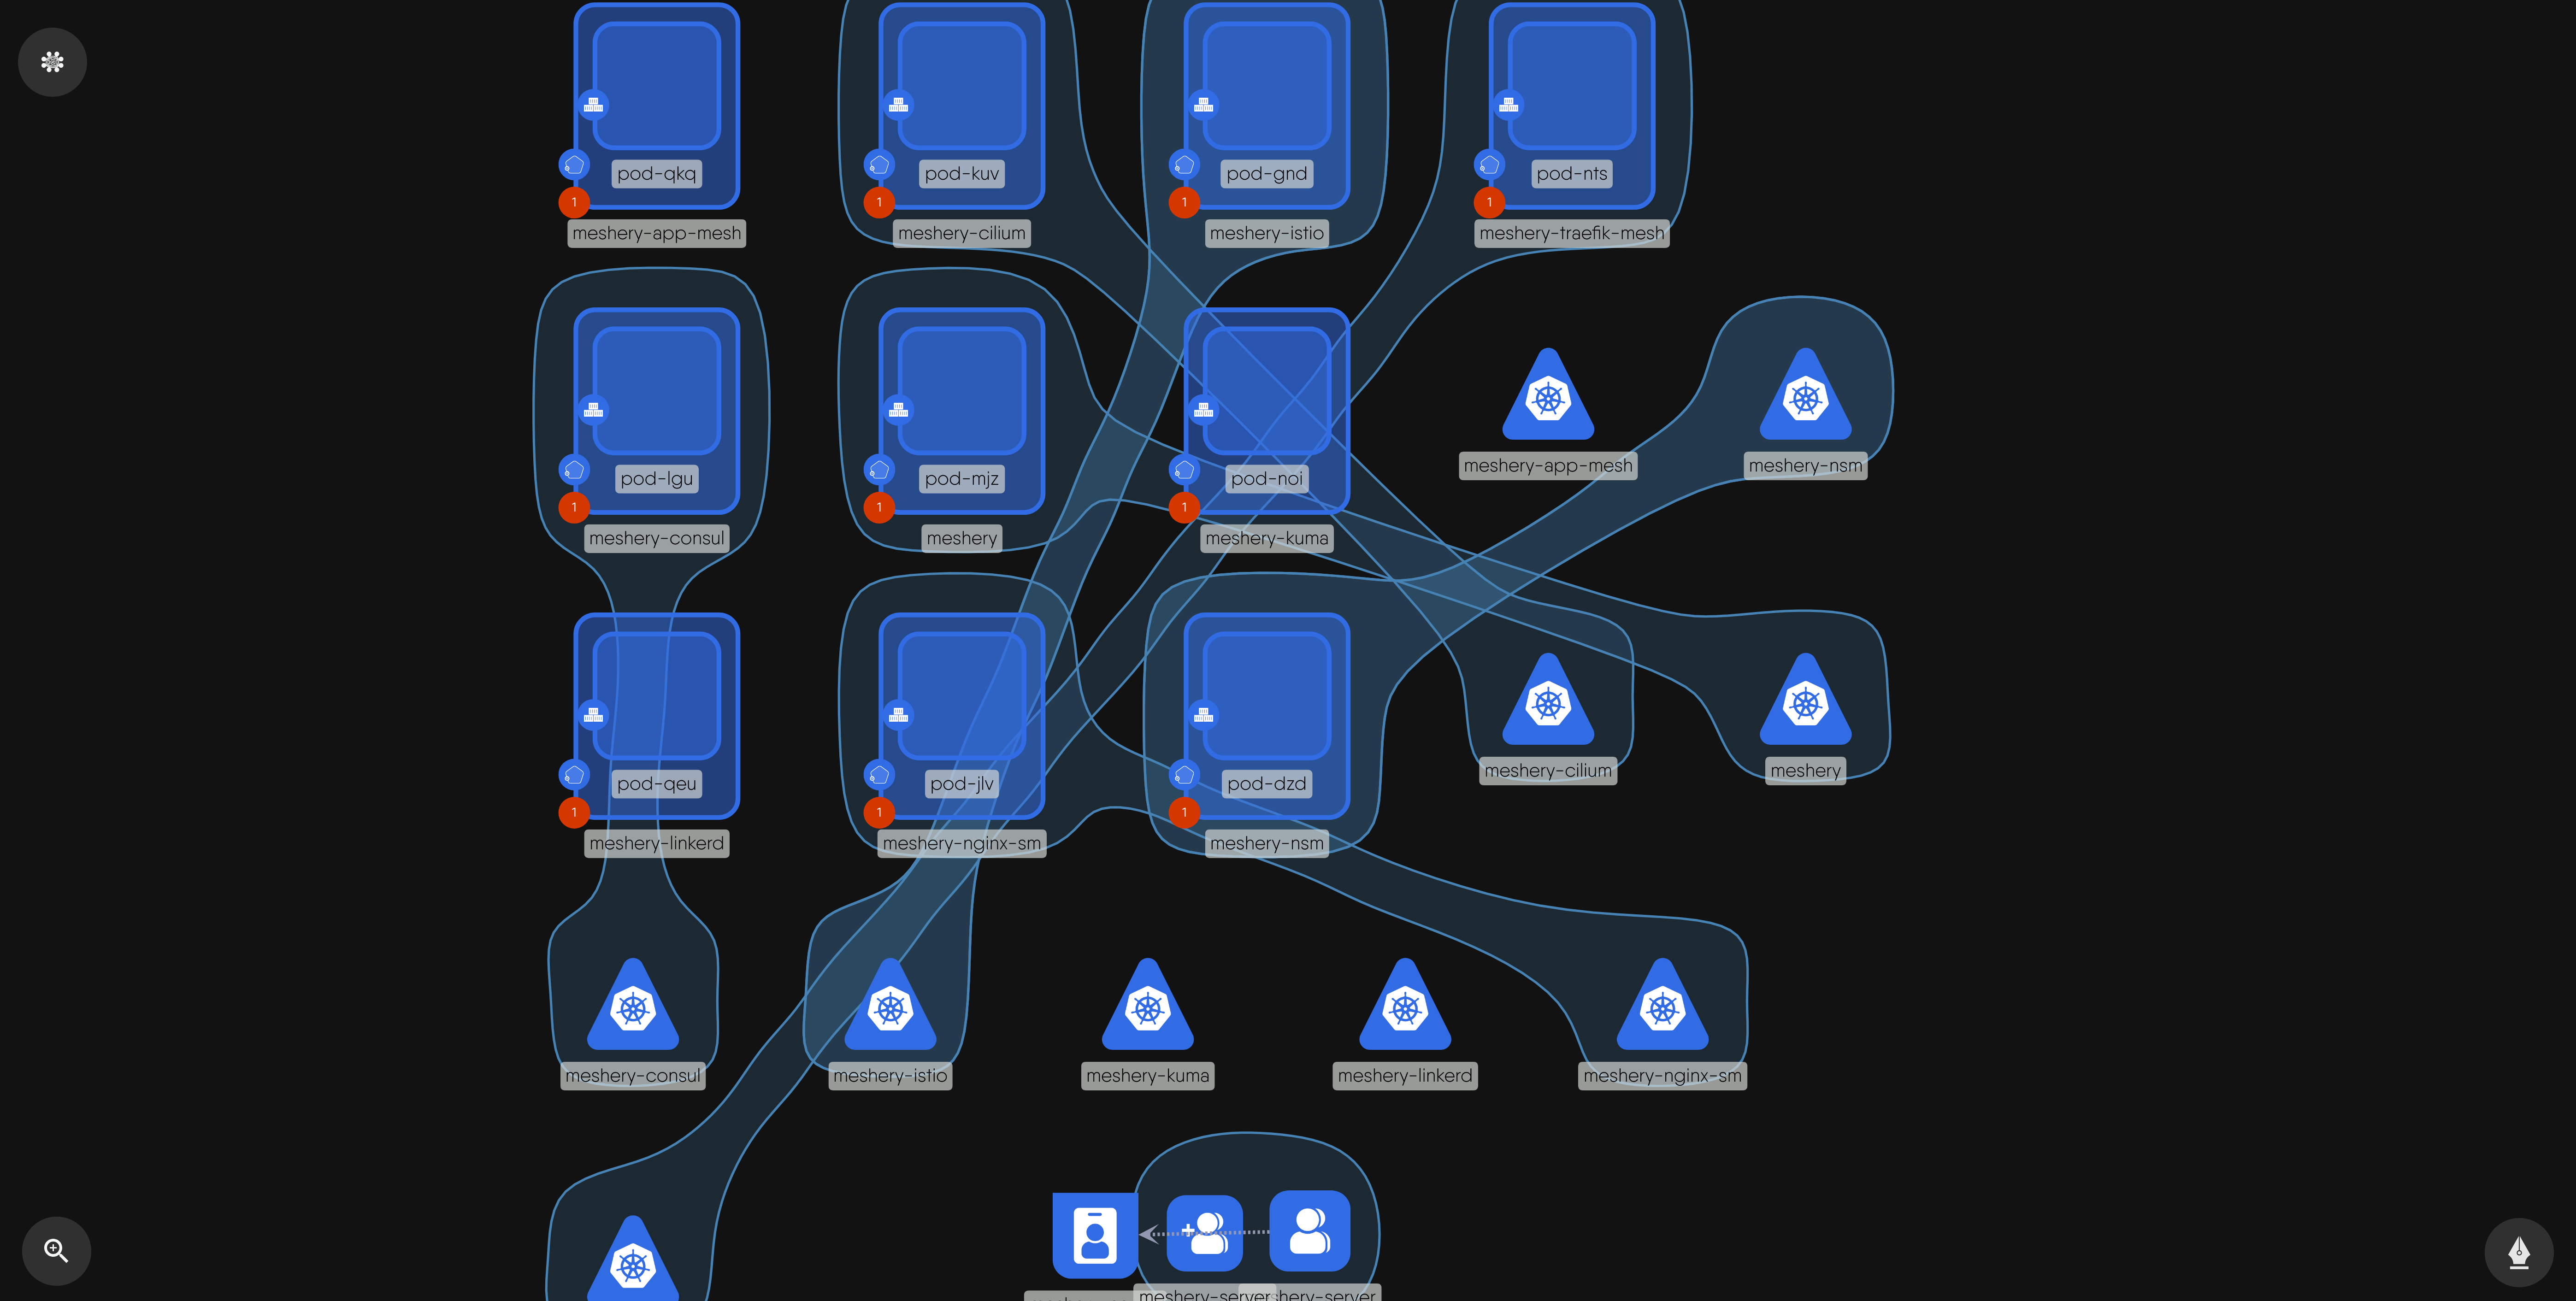 pod-qkq
pod-kuv
pod-gnd
pod-nts
1
1
1
1
meshery-app-mesh
meshery-cilium
meshery-istio
meshery-traefik-mesh
meshery-app-mesh
meshery-nsm
pod-lgu
pod-mjz
pod-noi
1
1
1
meshery-consul
meshery
meshery-kuma
meshery-cilium
meshery
pod-qeu
pod-jlv
pod-dzd
1
1
1
meshery-linkerd
meshery-nginx-sm
meshery-nsm
meshery-consul
meshery-istio
meshery-kuma
meshery-linkerd
meshery-nginx-sm
meshery-server
hery-server